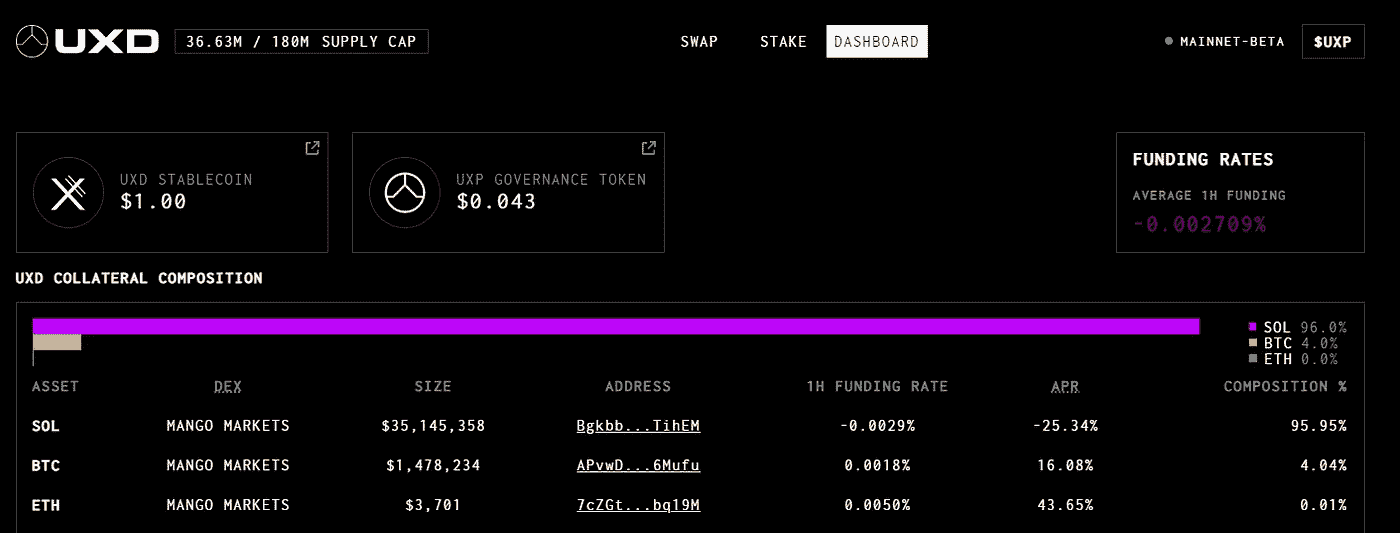 UXD 36.63M / 180M SUPPLY CAP SWAP STAKE DASHBOARD MAINNET-BETA $UXP
UXD STABLECOIN
$1.00
UXP GOVERNANCE TOKEN
$0.043
FUNDING RATES
AVERAGE 1H FUNDING
-0.002709%
UXD COLLATERAL COMPOSITION
SOL 96.0%
BTC 4.0%
ETH 0.0%
ASSET DEX SIZE ADDRESS 1H FUNDING RATE APR COMPOSITION %
SOL MANGO MARKETS $35,145,358 Bgkbb...TihEM -0.0029% -25.34% 95.95%
BTC MANGO MARKETS $1,478,234 APvwD...6Mufu 0.0018% 16.08% 4.04%
ETH MANGO MARKETS $3,701 7cZGt...bq19M 0.0050% 43.65% 0.01%